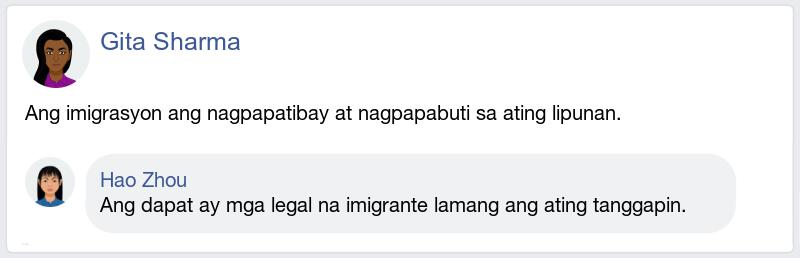 Gita Sharma
Ang imigrasyon ang nagpapatibay at nagpapabuti sa ating lipunan.
Hao Zhou
Ang dapat ay mga legal na imigrante lamang ang ating tanggapin.